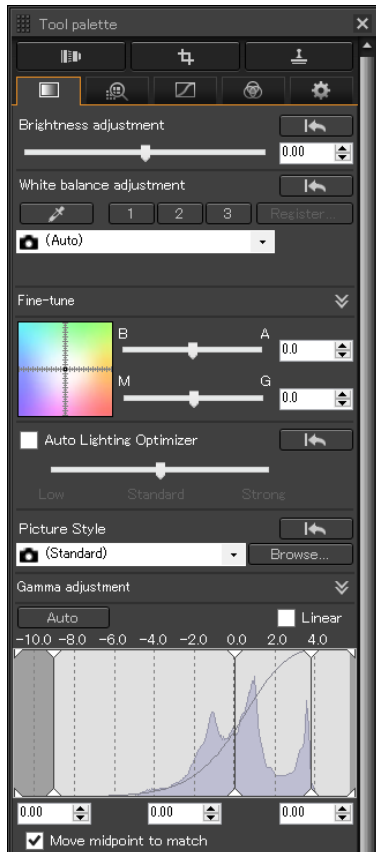 Tool palette
Brightness adjustment
0.00
White balance adjustment
1 2 3 Register...
(Auto)
Fine-tune
B A
0.0
M G
0.0
Auto Lighting Optimizer
Low Standard Strong
Picture Style
(Standard) Browse...
Gamma adjustment
Auto Linear
-10.0 -8.0 -6.0 -4.0 -2.0 0.0 2.0 4.0
0.00 0.00 0.00
Move midpoint to match